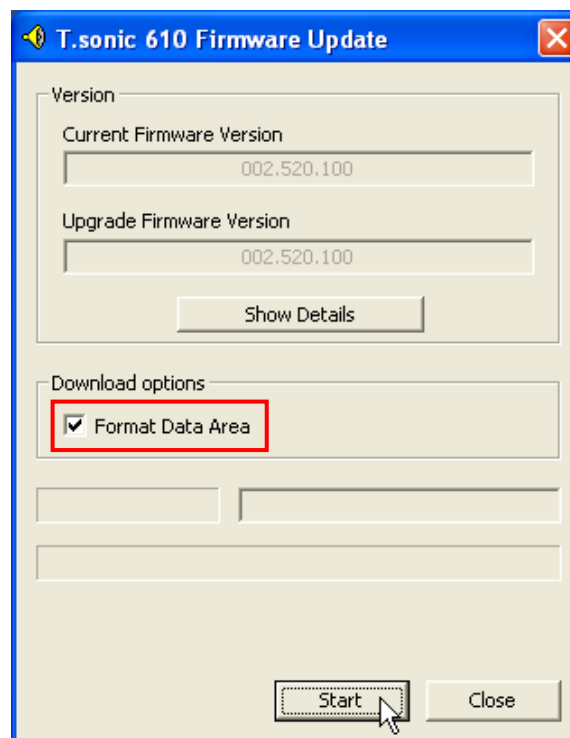 T.sonic 610 Firmware Update
Version
Current Firmware Version
002.520.100
Upgrade Firmware Version
002.520.100
Show Details
Download options
Format Data Area
Start
Close